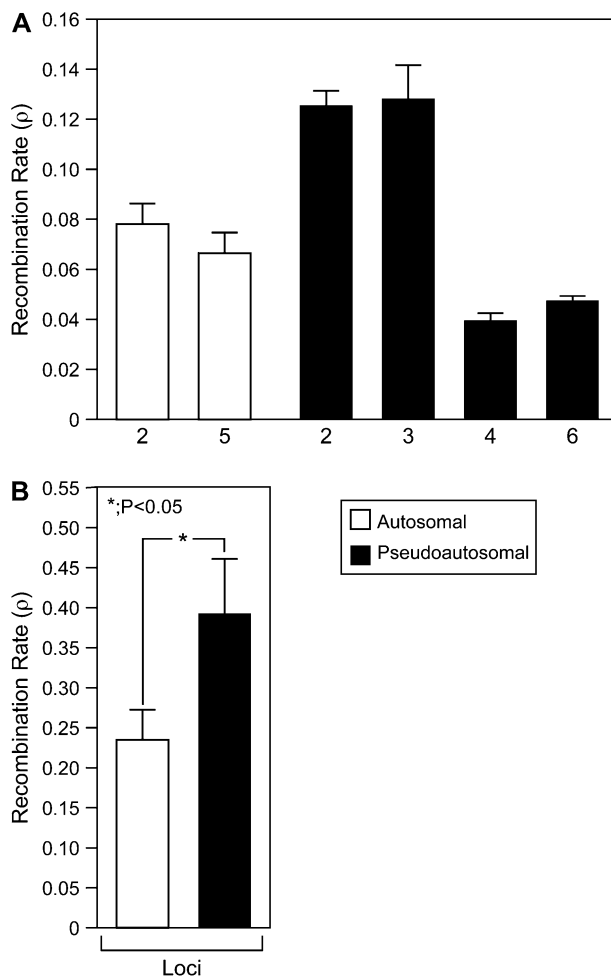 A
Recombination Rate (ρ)
0.16
0.14
0.12
0.10
0.08
0.06
0.04
0.02
0
2 5 2 3 4 6
B
Recombination Rate (ρ)
0.55
0.50
0.45
0.40
0.35
0.30
0.25
0.20
0.15
0.10
0.05
0
*;P<0.05
*
Loci
Autosomal
Pseudoautosomal